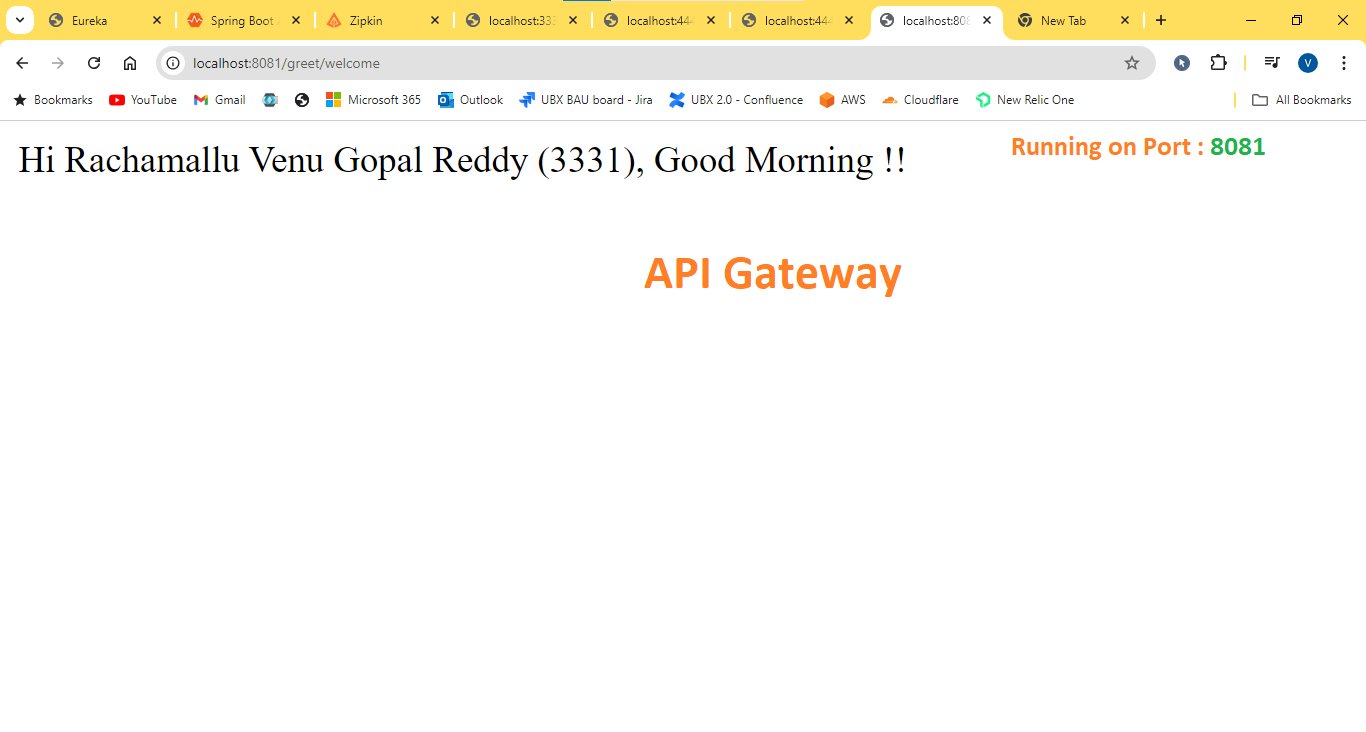 Eureka
Spring Boot
Zipkin
localhost:333
localhost:444
localhost:444
localhost:808
New Tab
localhost:8081/greet/welcome
V
Bookmarks
YouTube
Gmail
Microsoft 365
Outlook
UBX BAU board - Jira
UBX 2.0 - Confluence
AWS
Cloudflare
New Relic One
All Bookmarks
Hi Rachamallu Venu Gopal Reddy (3331), Good Morning !!
Running on Port : 8081
API Gateway